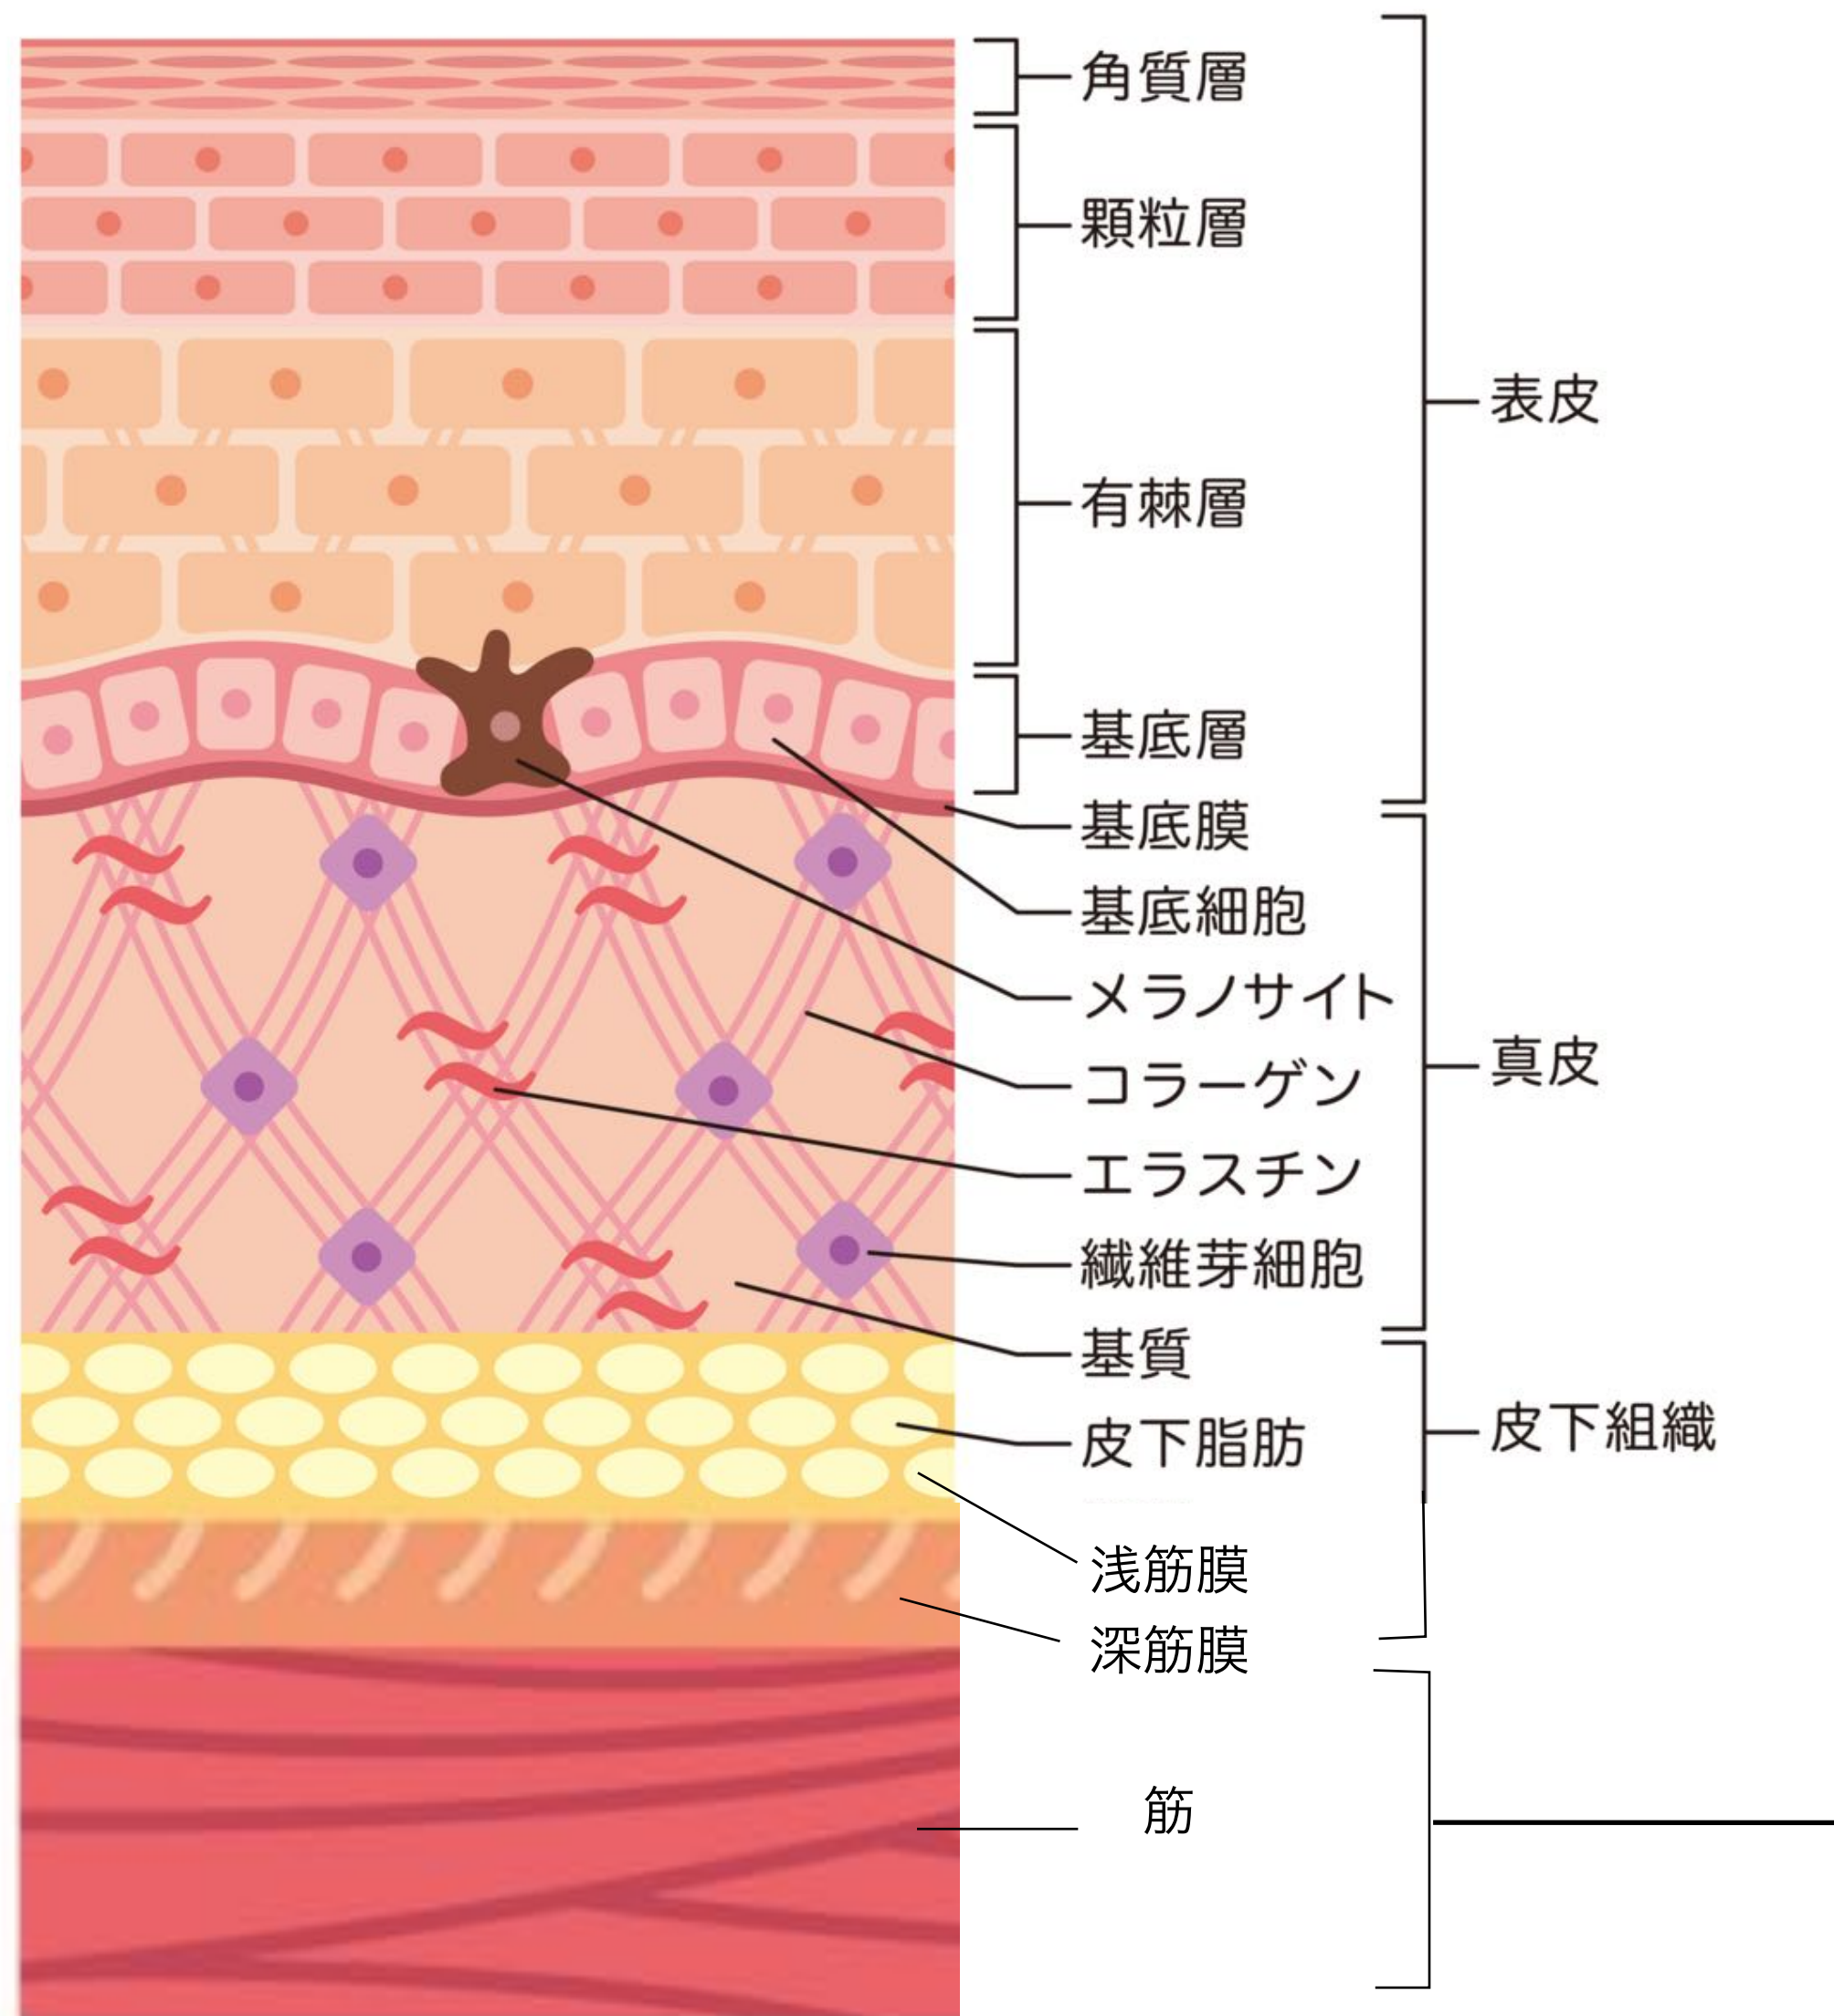 角質層
顆粒層
有棘層
基底層
基底膜
基底細胞
メラノサイト
コラーゲン
エラスチン
繊維芽細胞
基質
皮下脂肪
浅筋膜
深筋膜
筋
表皮
真皮
皮下組織